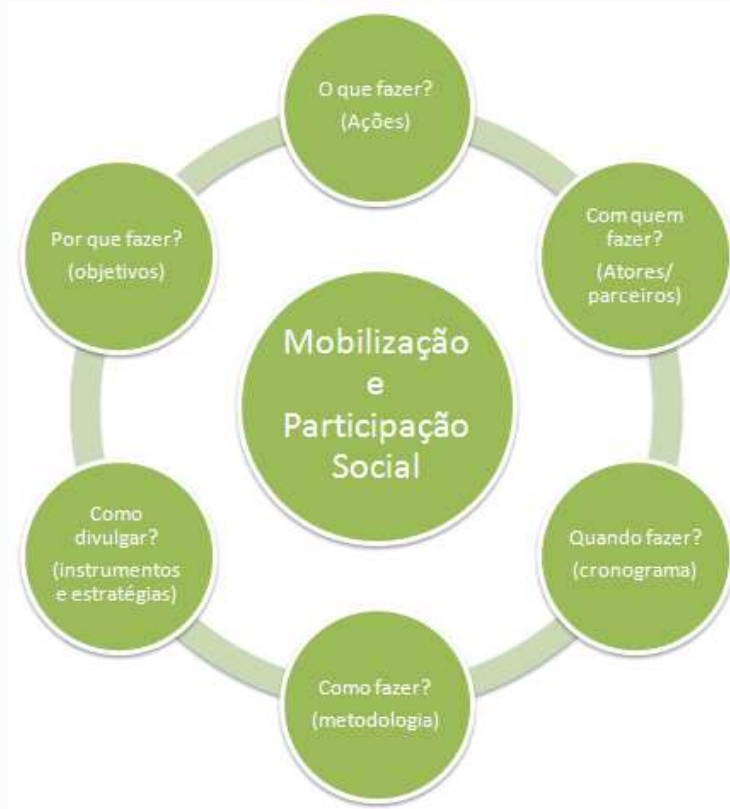 O que fazer?
(Ações)
Com quem
fazer?
(Atores/
parceiros)
Quando fazer?
(cronograma)
Como fazer?
(metodologia)
Como
divulgar?
(instrumentos
e estratégias)
Por que fazer?
(objetivos)
Mobilização
e
Participação
Social